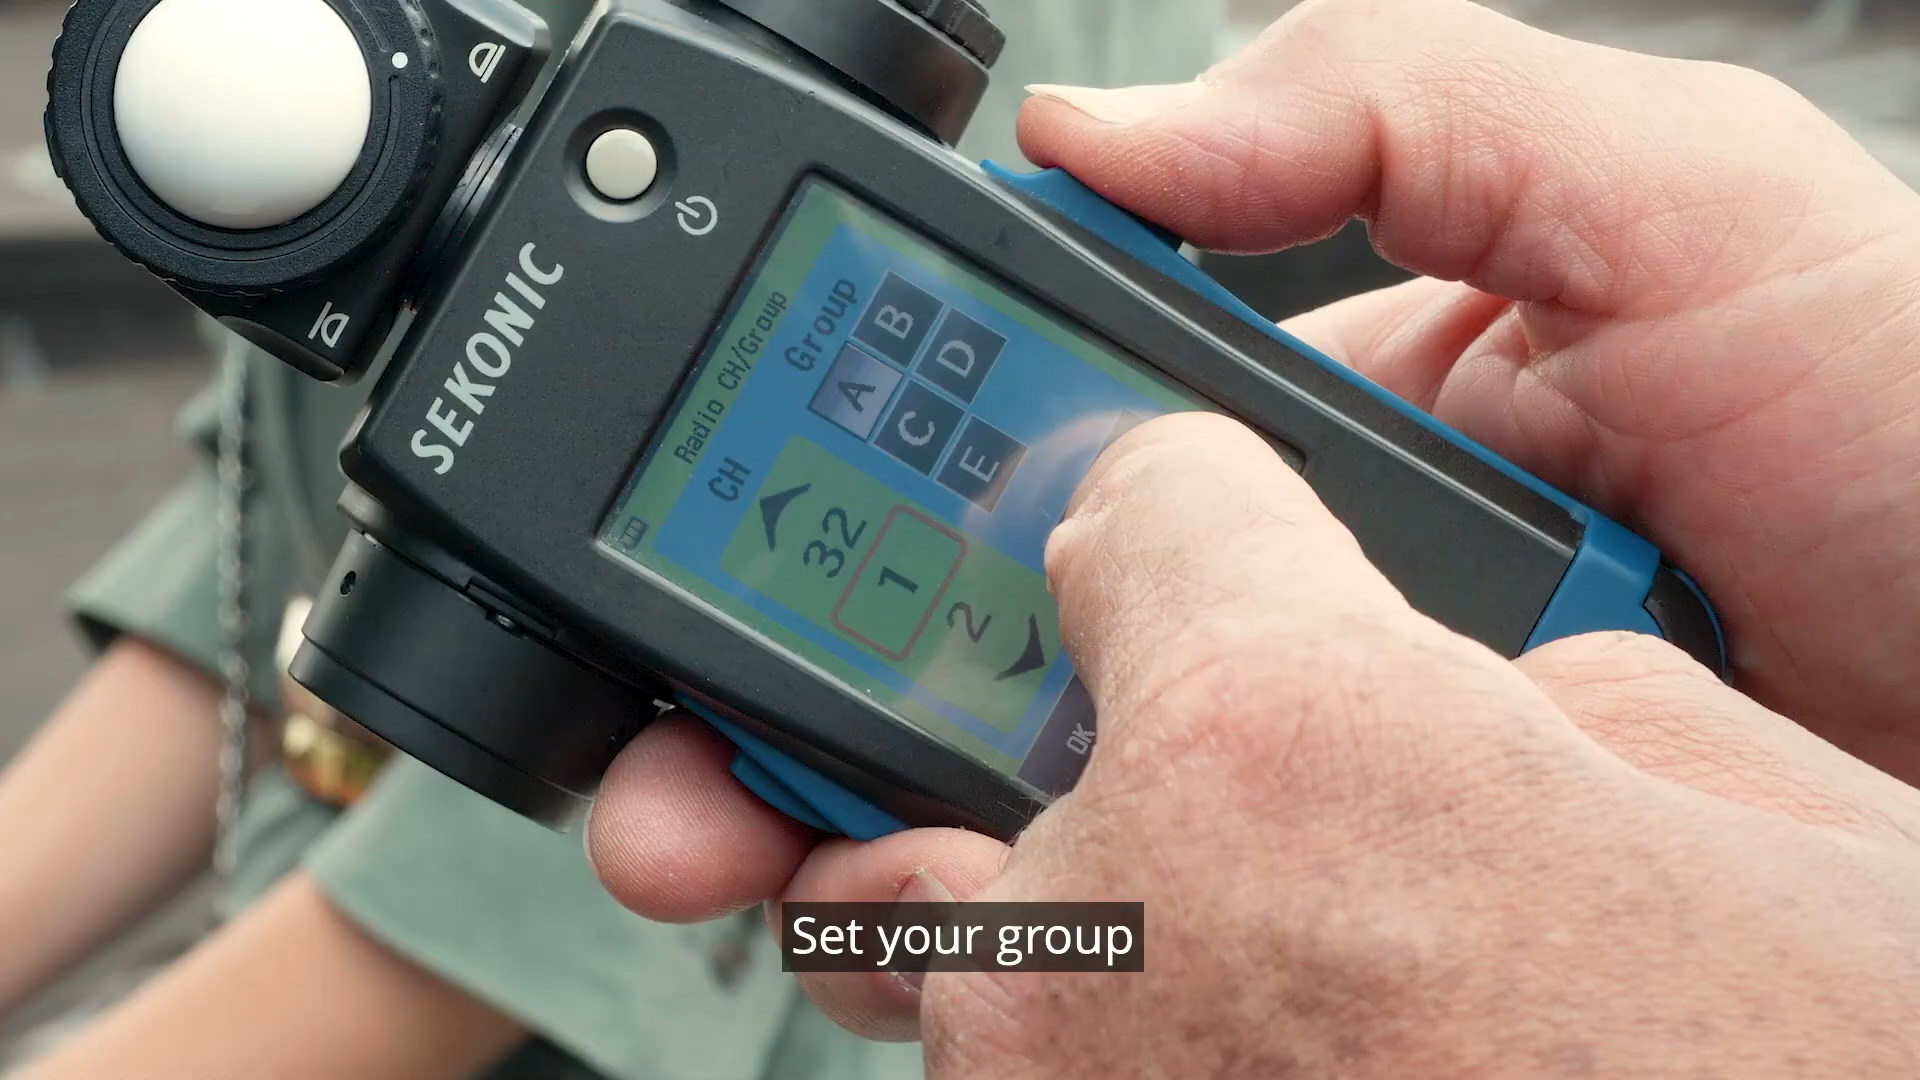 SEKONIC
Radio CH/Group
CH
Group
A
B
C
D
E
32
1
2
OK
Set your group